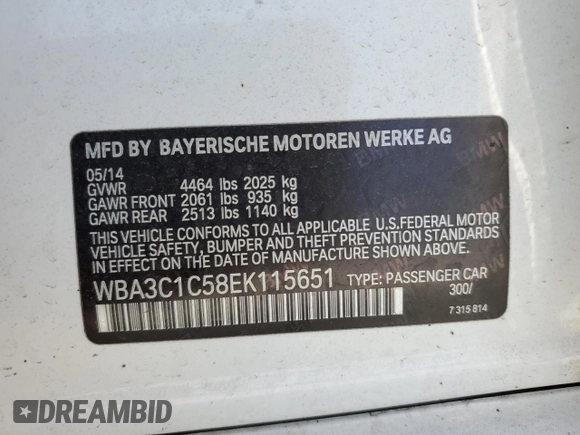 MFD BY BAYERISCHE MOTOREN WERKE AG
05/14
GVWR 4464 lbs 2025 kg
GAWR FRONT 2061 lbs 935 kg
GAWR REAR 2513 lbs 1140 kg
THIS VEHICLE CONFORMS TO ALL APPLICABLE U.S.FEDERAL MOTOR
VEHICLE SAFETY, BUMPER AND THEFT PREVENTION STANDARDS
IN EFFECT ON THE DATE OF MANUFACTURE SHOWN ABOVE.
WBA3C1C58EK115651 TYPE: PASSENGER CAR
300/
7 315 814
DREAMBID